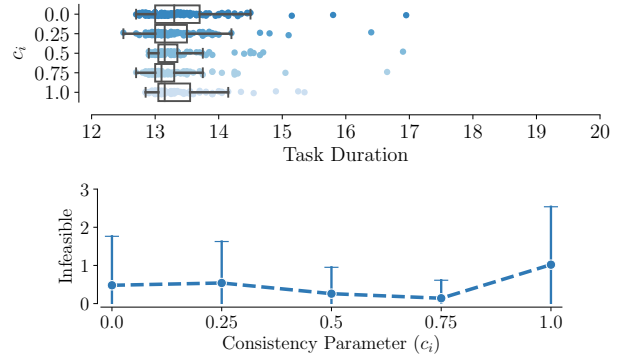 0.0
0.25
0.5
0.75
1.0
c_i
12 13 14 15 16 17 18 19 20
Task Duration
3
2
1
0
Infeasible
0.0 0.25 0.5 0.75 1.0
Consistency Parameter (c_i)